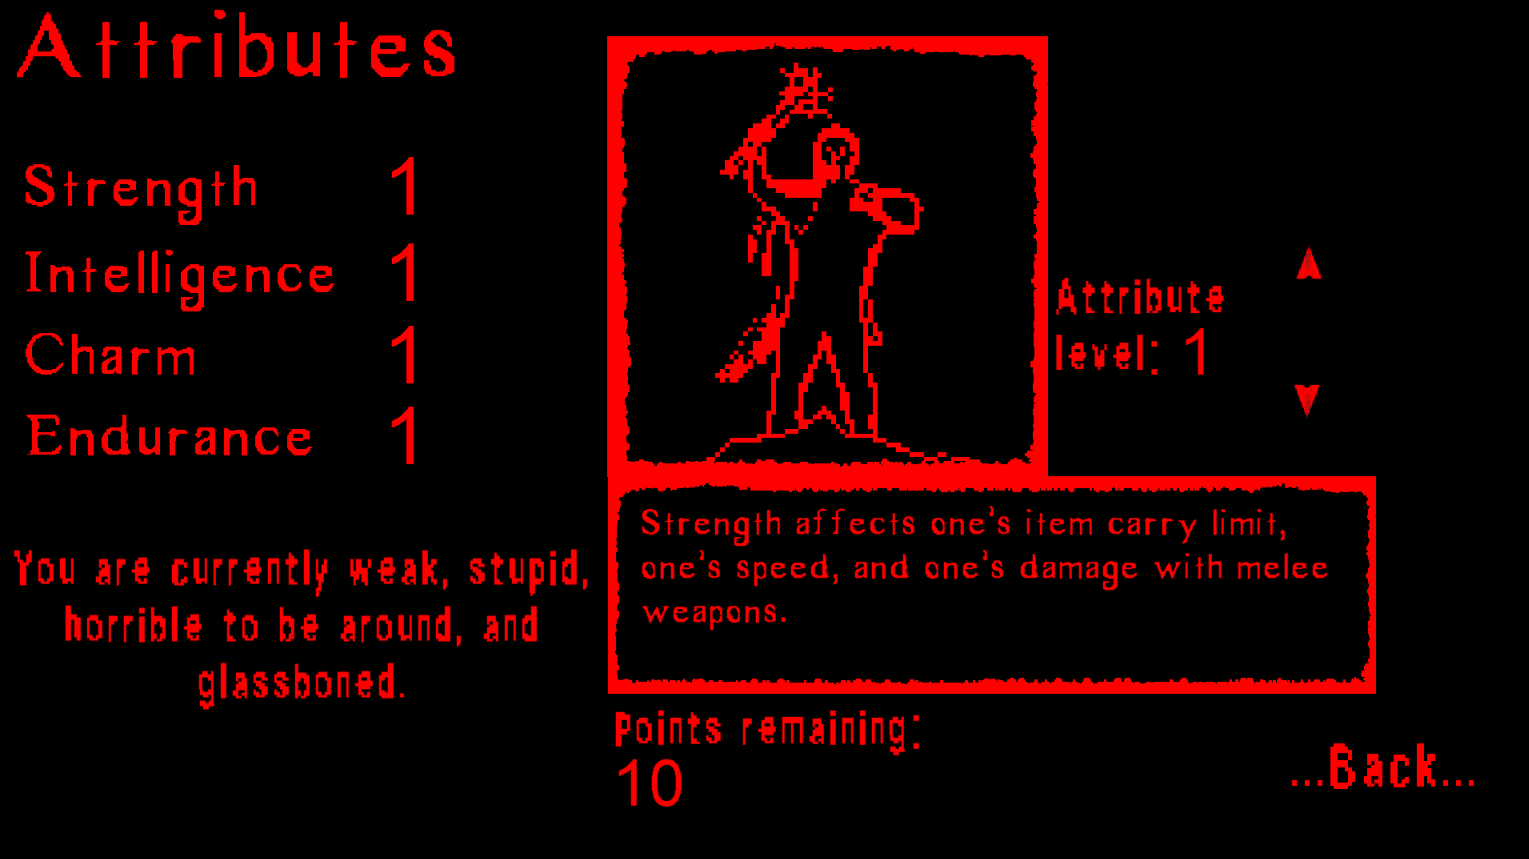 Attributes
Strength 1
Intelligence 1
Charm 1
Endurance 1
You are currently weak, stupid,
horrible to be around, and
glassboned.
Attribute
level: 1
Strength affects one's item carry limit,
one's speed, and one's damage with melee
weapons.
Points remaining:
10
...Back...